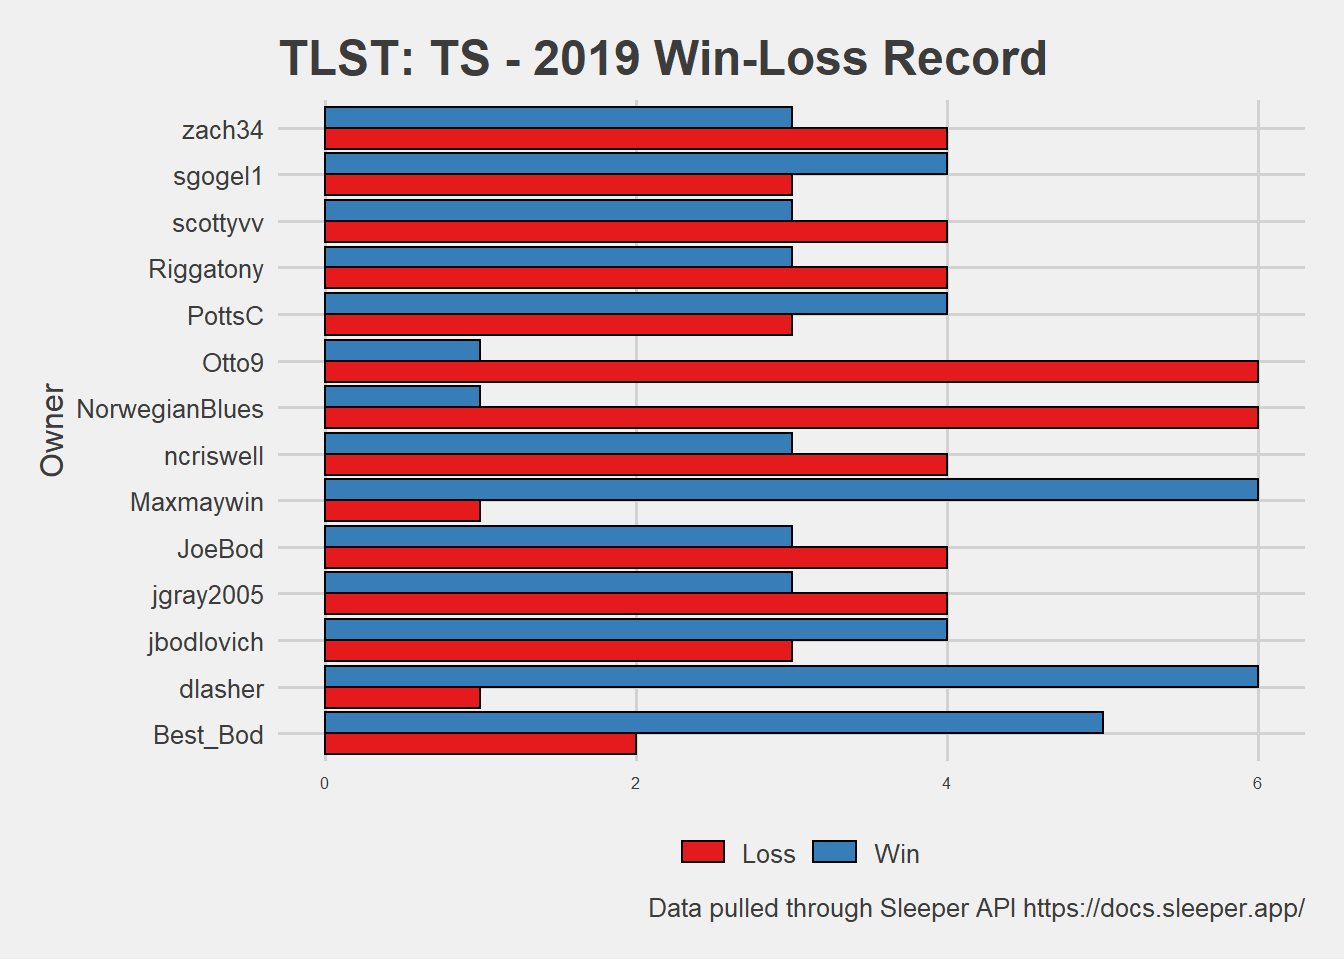 TLST: TS - 2019 Win-Loss Record
zach34
sgogel1
scottyvv
Riggatony
PottsC
Otto9
NorwegianBlues
ncriswell
Maxmaywin
JoeBod
jgray2005
jbodlovich
dlasher
Best_Bod
Owner
0 2 4 6
Loss Win
Data pulled through Sleeper API https://docs.sleeper.app/